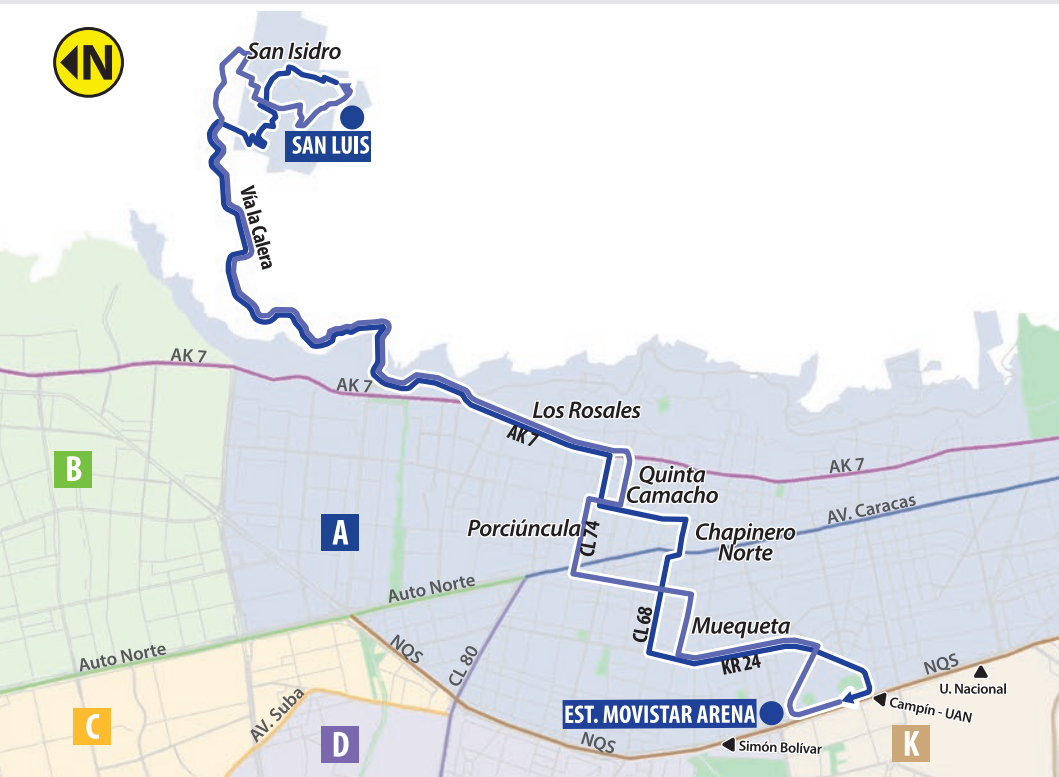 N
San Isidro
SAN LUIS
Vía la Calera
AK 7
AK 7
Los Rosales
AK 7
AK 7
B
Quinta
Camacho
AV. Caracas
A
Porciúncula
CL 74
Chapinero
Norte
Auto Norte
CL 68
Muequeta
Auto Norte
NQS
CL 80
KR 24
NQS
U. Nacional
AV. Suba
EST. MOVISTAR ARENA
Campín - UAN
C
D
NQS
Simón Bolívar
K